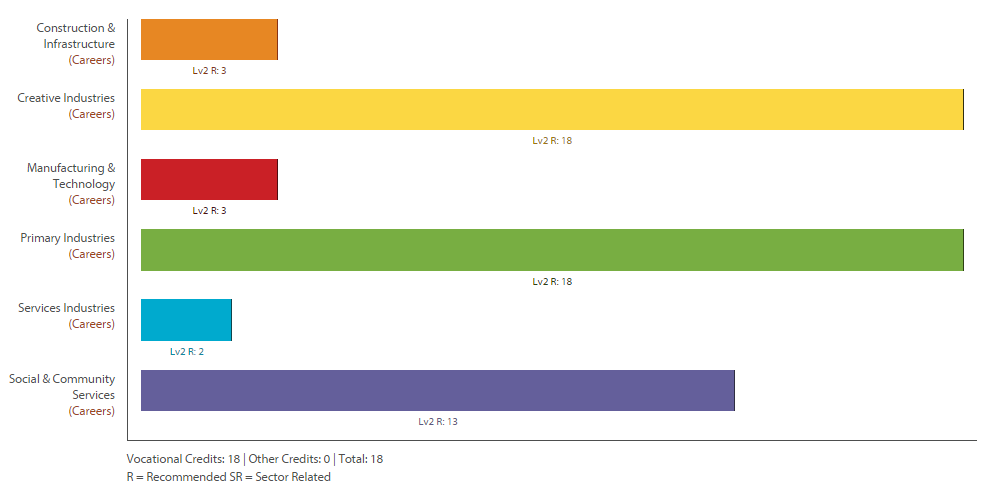 Construction &
Infrastructure
(Careers)
Lv2 R: 3
Creative Industries
(Careers)
Lv2 R: 18
Manufacturing &
Technology
(Careers)
Lv2 R: 3
Primary Industries
(Careers)
Lv2 R: 18
Services Industries
(Careers)
Lv2 R: 2
Social & Community
Services
(Careers)
Lv2 R: 13
Vocational Credits: 18 | Other Credits: 0 | Total: 18
R = Recommended SR = Sector Related